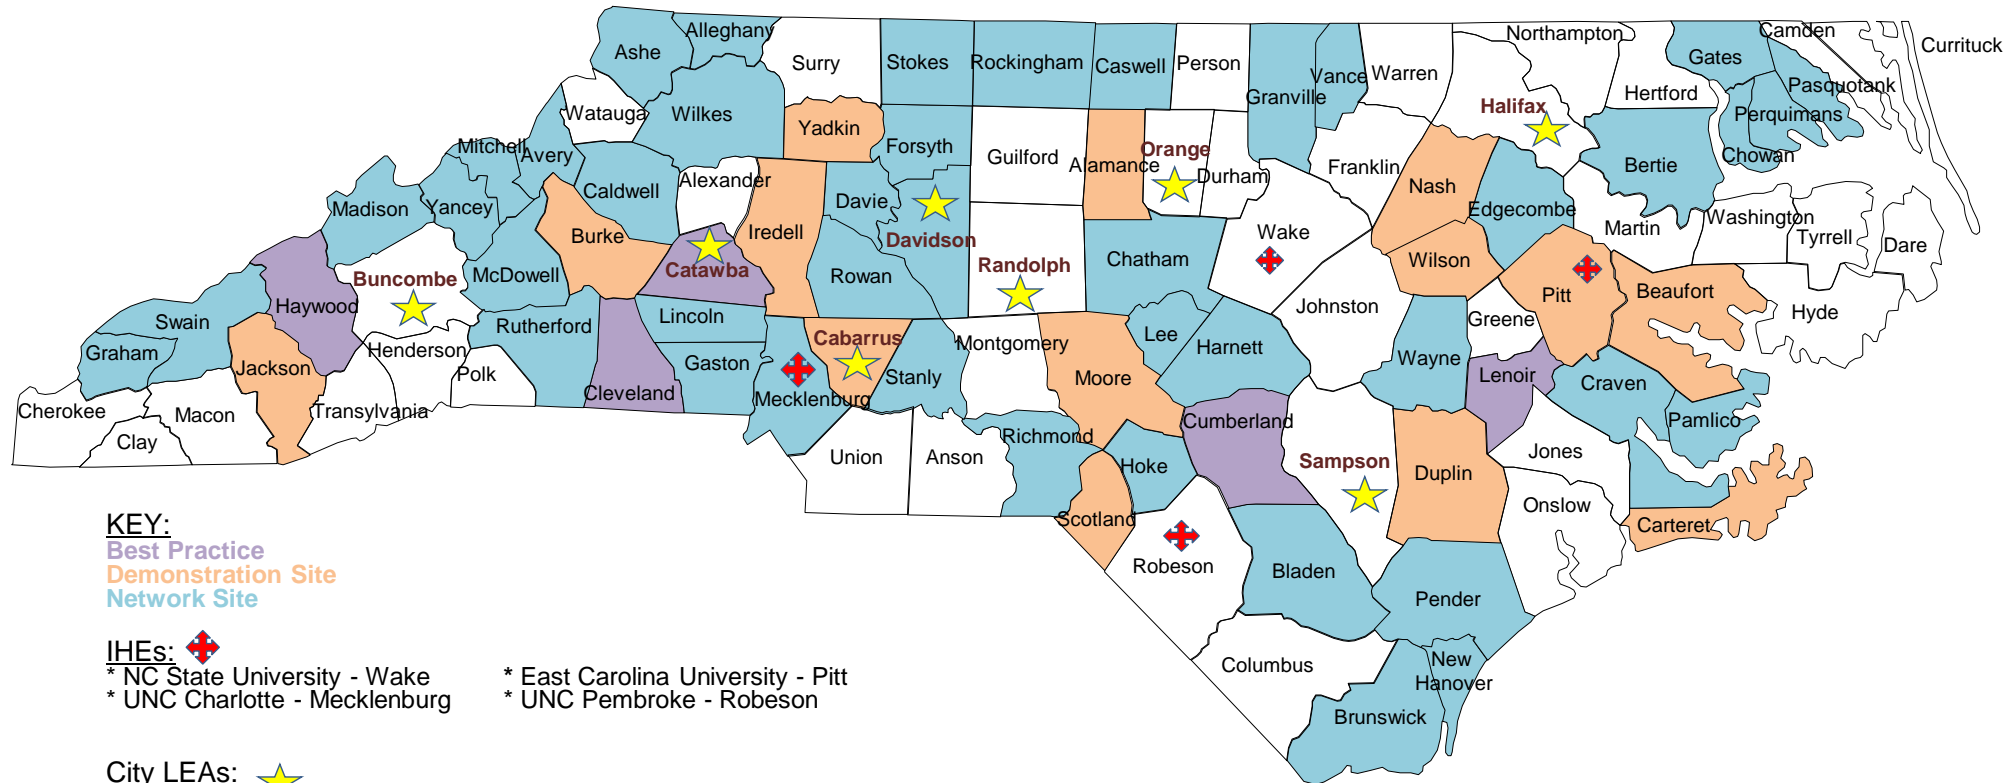 Alleghany
Ashe
Surry
Stokes
Rockingham
Caswell
Person
Granville
Vance
Warren
Northampton
Gates
Camden
Currituck
Pasquotank
Perquimans
Hertford
Watauga
Wilkes
Yadkin
Forsyth
Guilford
Alamance
Orange
Durham
Franklin
Halifax
Bertie
Chowan
Mitchell
Avery
Caldwell
Alexander
Davie
Nash
Edgecombe
Martin
Washington
Tyrrell
Dare
Madison
Yancey
Burke
Iredell
Davidson
Randolph
Chatham
Wake
Wilson
Pitt
Beaufort
Hyde
Haywood
Buncombe
McDowell
Catawba
Rowan
Johnston
Greene
Swain
Graham
Jackson
Henderson
Rutherford
Lincoln
Cabarrus
Montgomery
Lee
Harnett
Wayne
Lenoir
Craven
Pamlico
Cherokee
Clay
Macon
Transylvania
Polk
Cleveland
Gaston
Mecklenburg
Stanly
Moore
Cumberland
Sampson
Duplin
Jones
Onslow
Carteret
Union
Anson
Richmond
Hoke
Scotland
Robeson
Bladen
Pender
Columbus
New
Hanover
Brunswick
KEY:
Best Practice
Demonstration Site
Network Site
IHEs:
* NC State University - Wake
* UNC Charlotte - Mecklenburg
* East Carolina University - Pitt
* UNC Pembroke - Robeson
City LEAs: